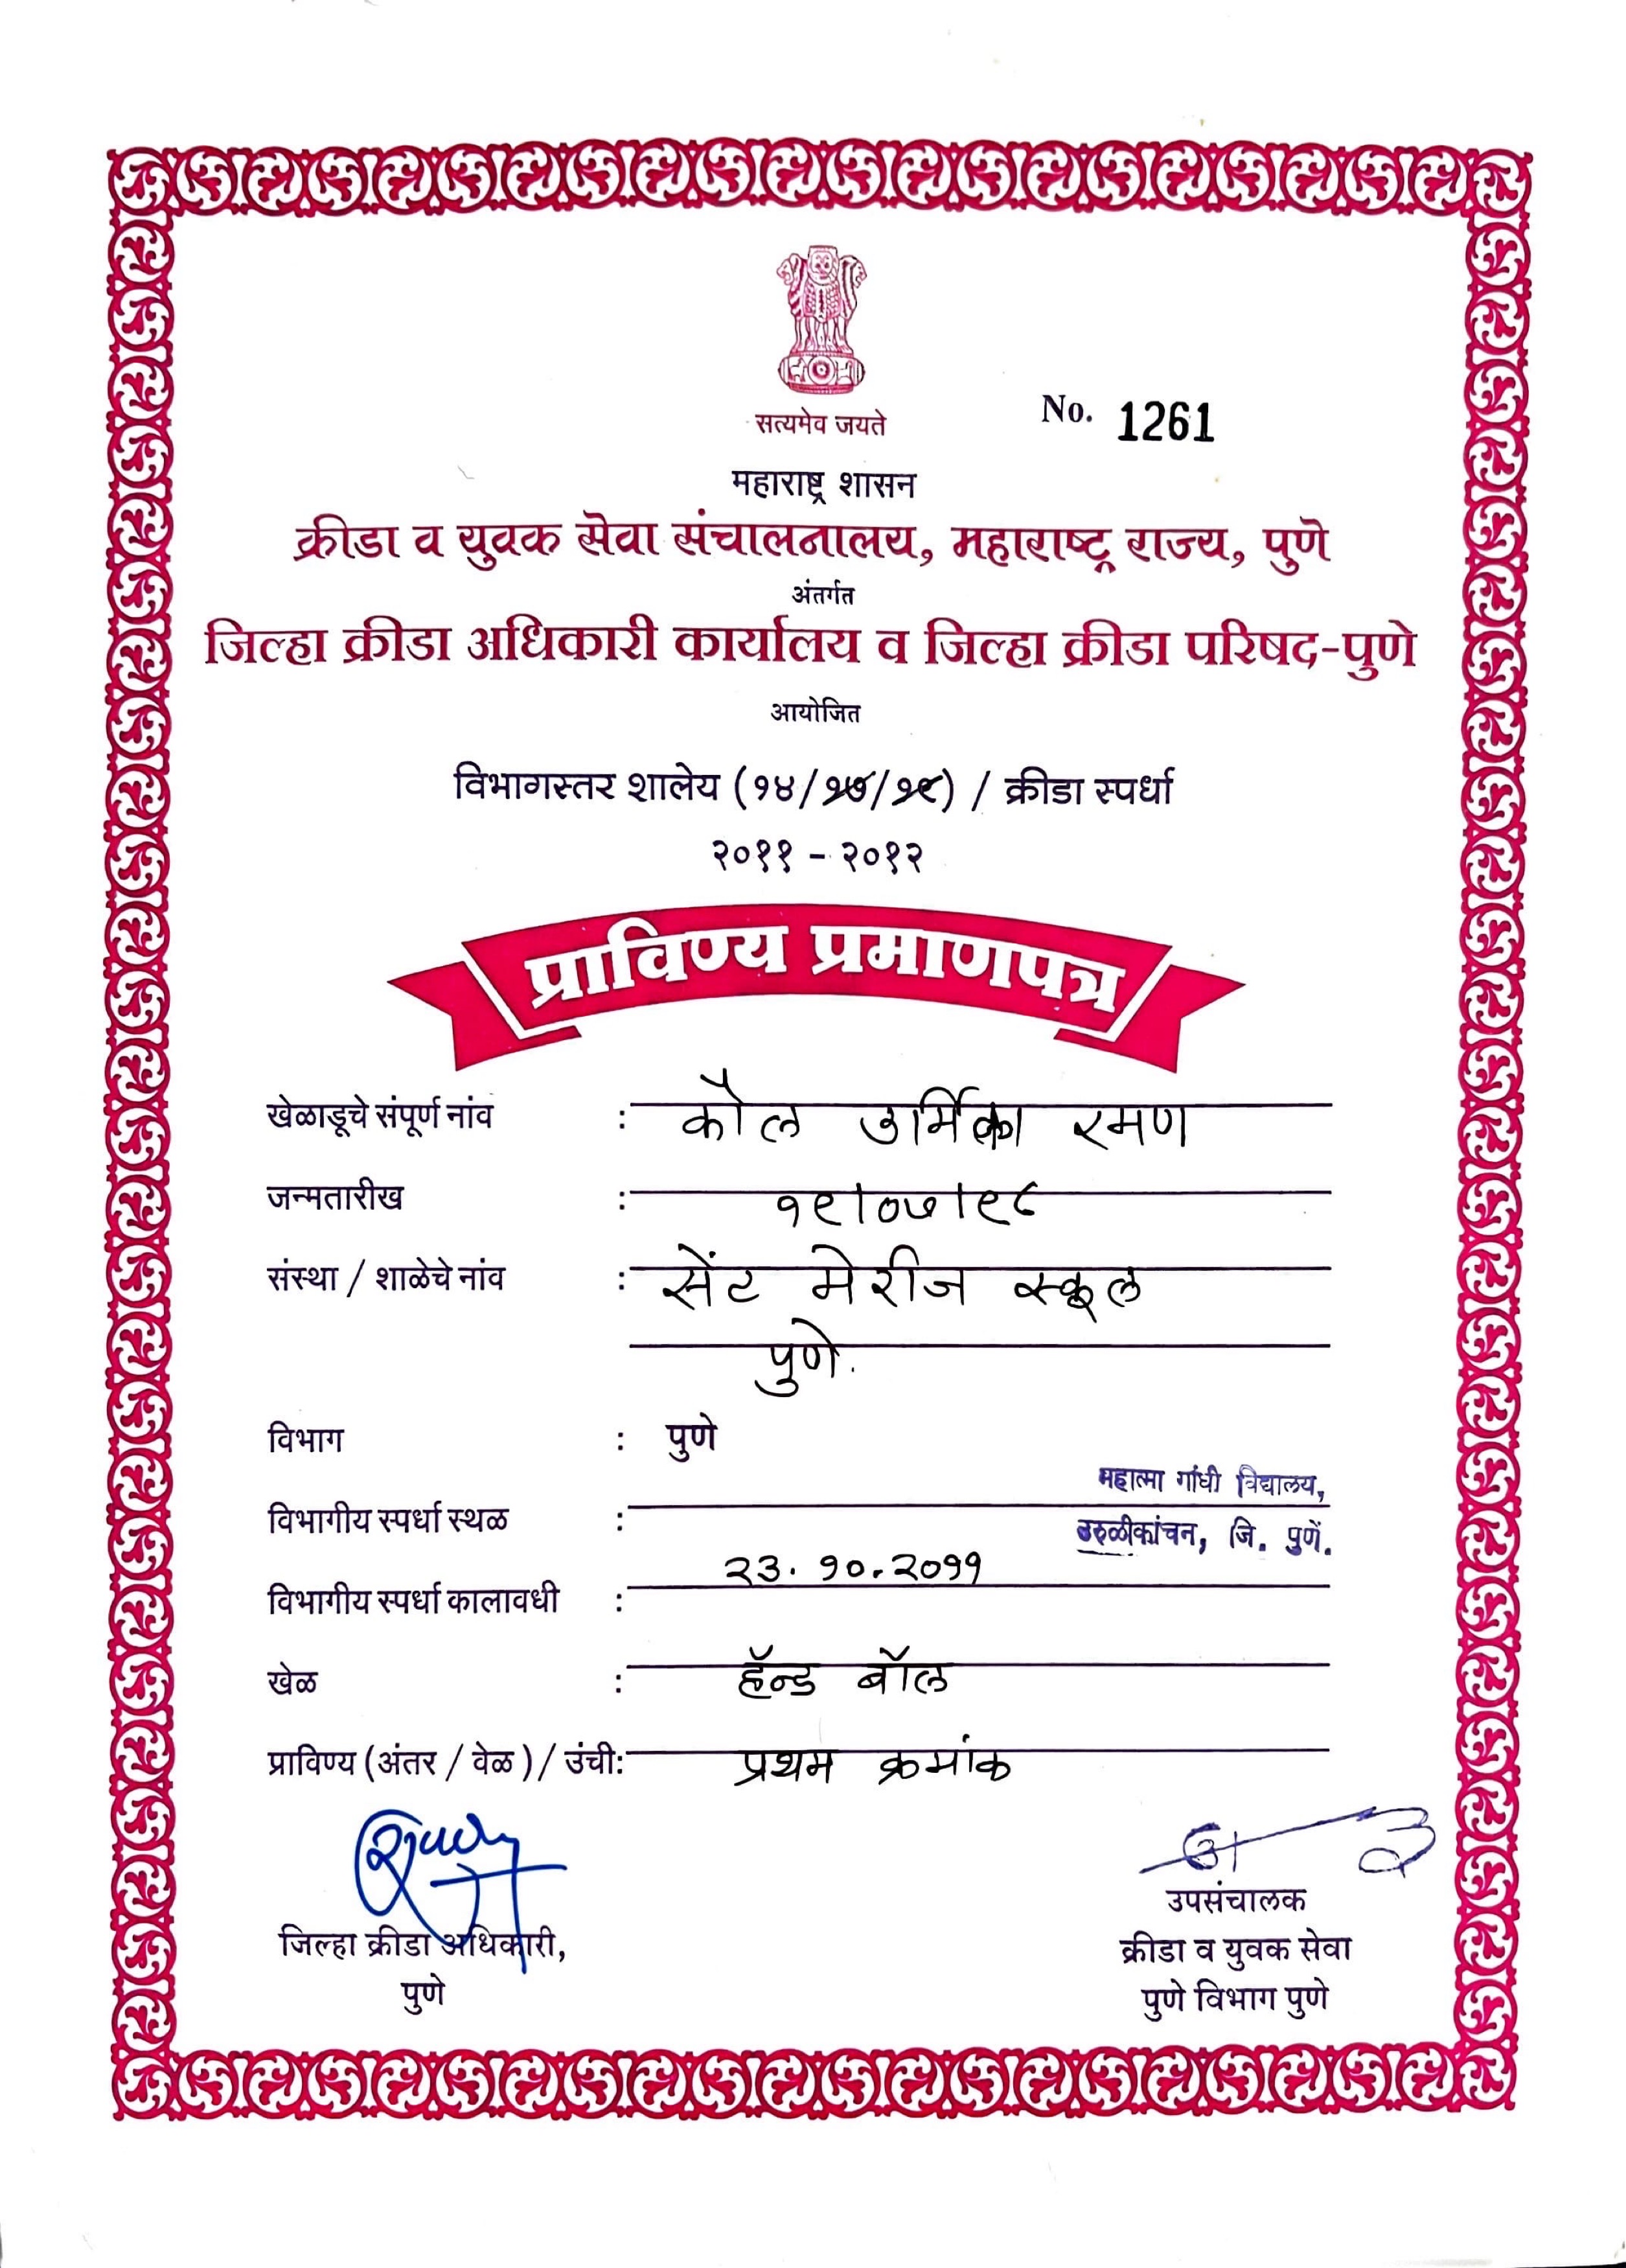 सत्यमेव जयते
No. 1261
महाराष्ट्र शासन
क्रीडा व युवक सेवा संचालनालय, महाराष्ट्र राज्य, पुणे
अंतर्गत
जिल्हा क्रीडा अधिकारी कार्यालय व जिल्हा क्रीडा परिषद-पुणे
आयोजित
विभागस्तर शालेय (१४/१७/१९) / क्रीडा स्पर्धा
२०११ - २०१२
प्राविण्य प्रमाणपत्र
खेळाडूचे संपूर्ण नांव : कौल उर्मिका रमण
जन्मतारीख : १९/०७/९८
संस्था / शाळेचे नांव : सेंट मेरीज स्कूल
पुणे.
विभाग : पुणे
महात्मा गांधी विद्यालय,
विभागीय स्पर्धा स्थळ : उरुळीकांचन, जि. पुणें.
विभागीय स्पर्धा कालावधी : २३.१०.२०११
खेळ : हॅन्ड बॉल
प्राविण्य (अंतर / वेळ) / उंची: प्रथम क्रमांक
जिल्हा क्रीडा अधिकारी,
पुणे
उपसंचालक
क्रीडा व युवक सेवा
पुणे विभाग पुणे